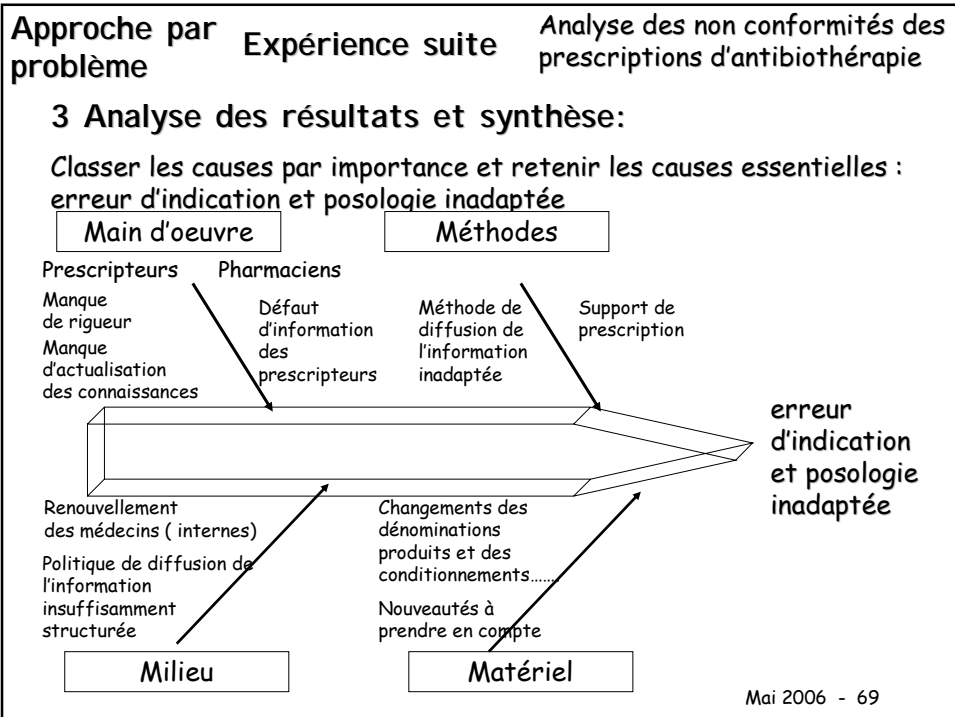 Approche par
problème
Expérience suite
Analyse des non conformités des
prescriptions d'antibiothérapie
3 Analyse des résultats et synthèse:
Classer les causes par importance et retenir les causes essentielles :
erreur d'indication et posologie inadaptée
Main d'oeuvre
Méthodes
Prescripteurs
Pharmaciens
Manque
de rigueur
Manque
d'actualisation
des connaissances
Défaut
d'information
des
prescripteurs
Méthode de
diffusion de
l'information
inadaptée
Support de
prescription
erreur
d'indication
et posologie
inadaptée
Renouvellement
des médecins ( internes)
Politique de diffusion de
l'information
insuffisamment
structurée
Changements des
dénominations
produits et des
conditionnements…….
Nouveautés à
prendre en compte
Milieu
Matériel
Mai 2006 - 69